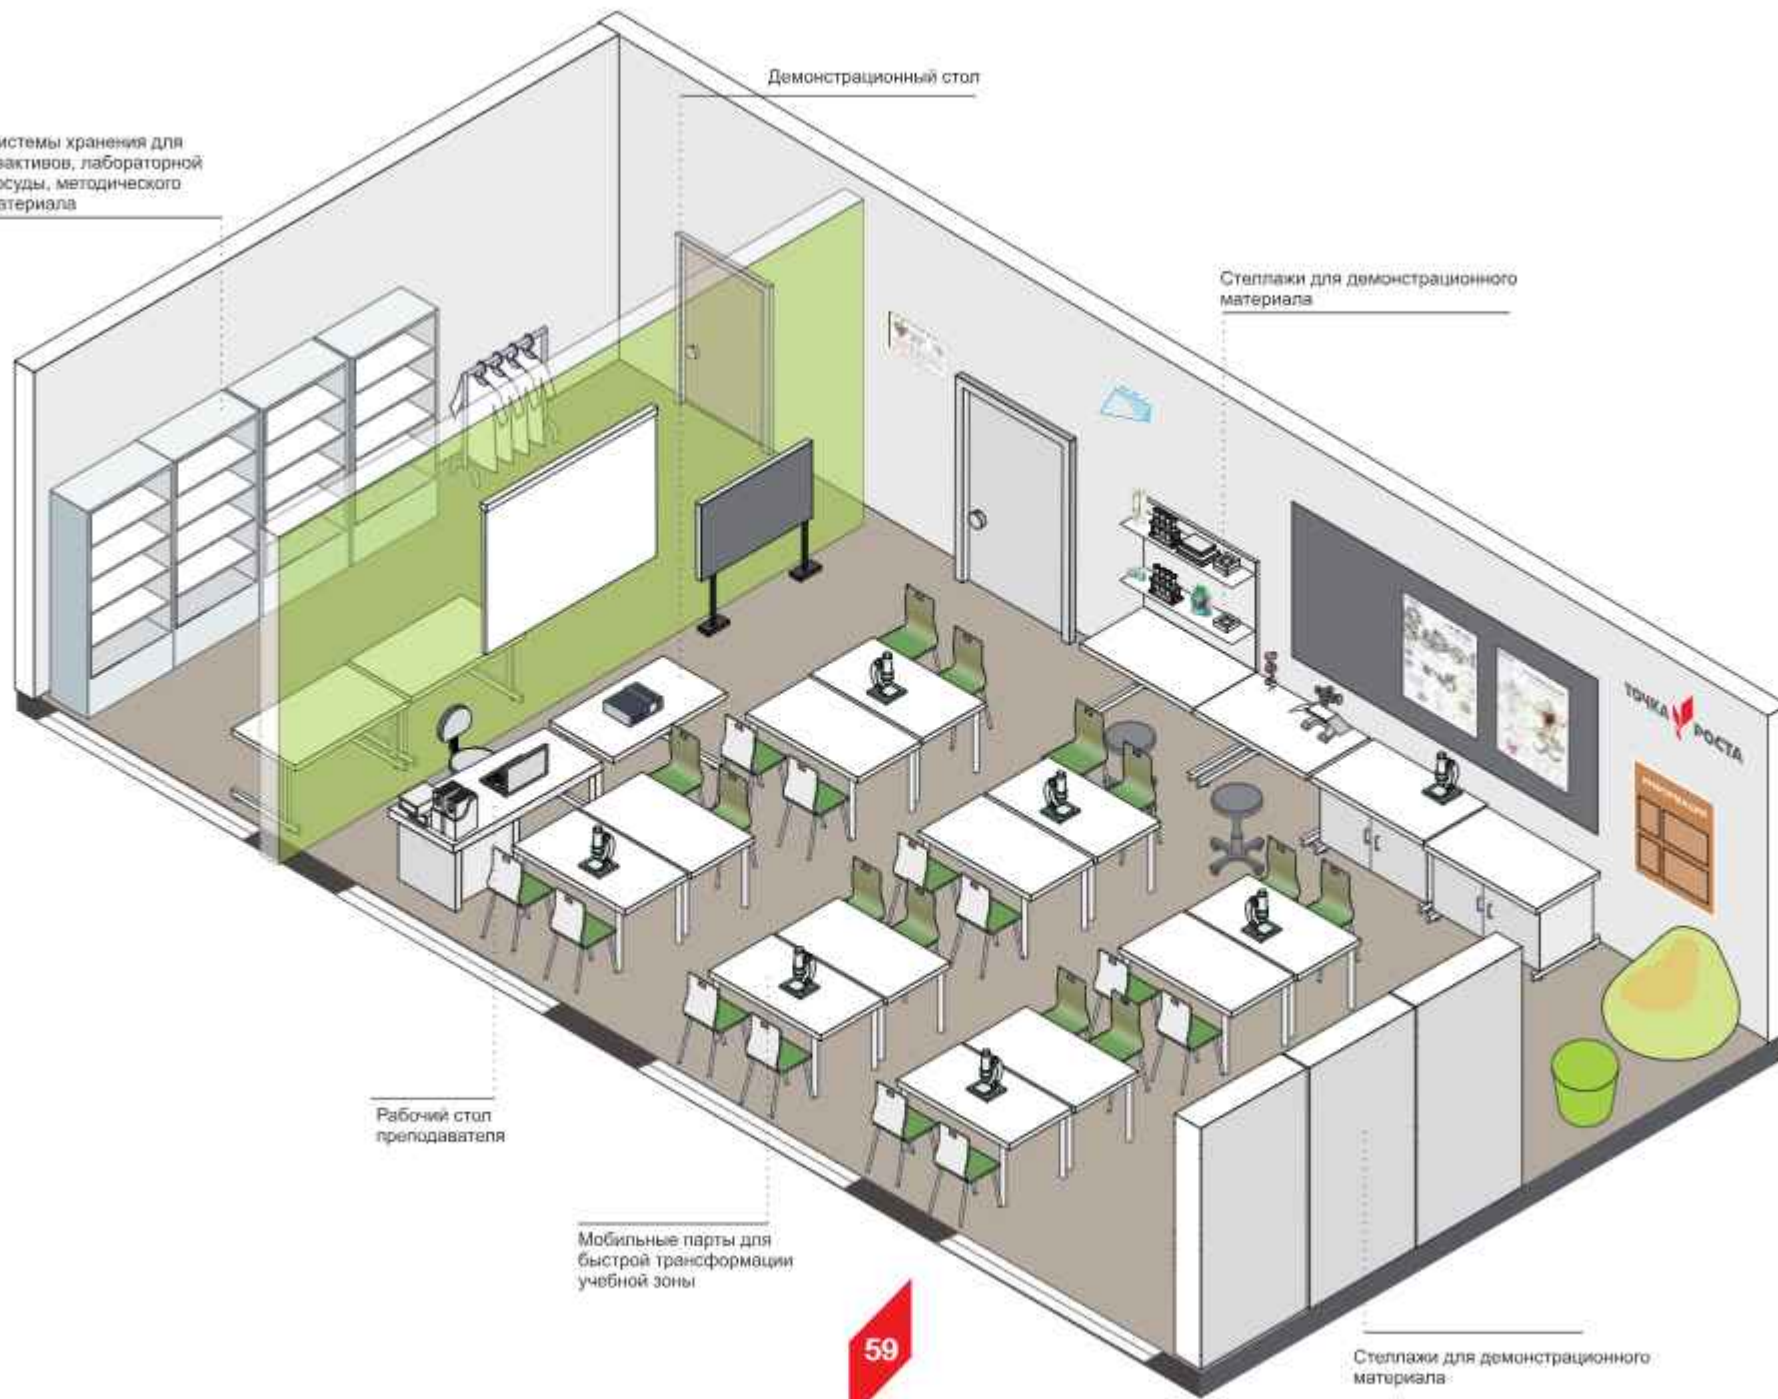 Демонстрационный стол
истемы хранения для
эактивов, лабораторной
осуды, методического
атериала
Стеллажи для демонстрационного
материала
ТОЧКА
РОСТА
ИНФОРМАЦИЯ
Рабочий стол
преподавателя
Мобильные парты для
быстрой трансформации
учебной зоны
59
Стеллажи для демонстрационного
материала